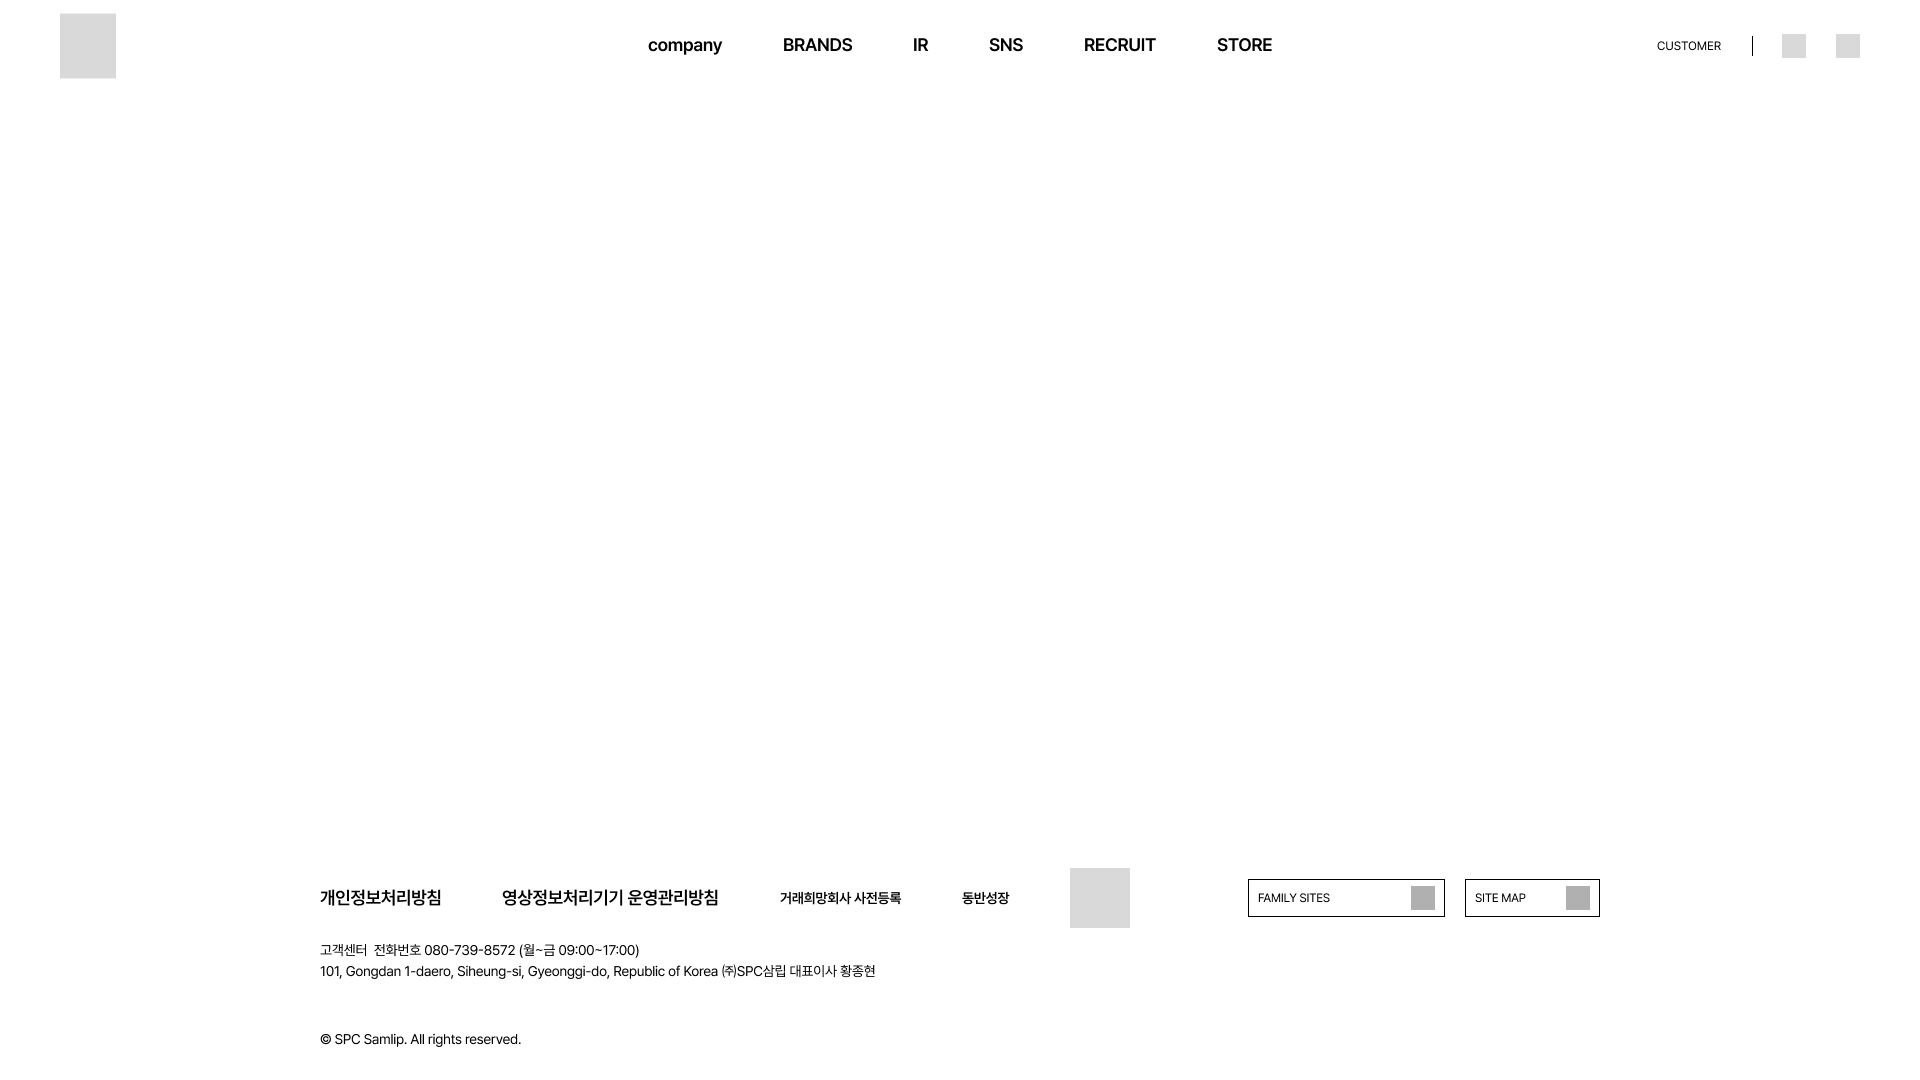 company BRANDS IR SNS RECRUIT STORE CUSTOMER
개인정보처리방침 영상정보처리기기 운영관리방침 거래희망회사 사전등록 동반성장 FAMILY SITES SITE MAP
고객센터 전화번호 080-739-8572 (월~금 09:00~17:00)
101, Gongdan 1-daero, Siheung-si, Gyeonggi-do, Republic of Korea ㈜SPC삼립 대표이사 황종현
© SPC Samlip. All rights reserved.